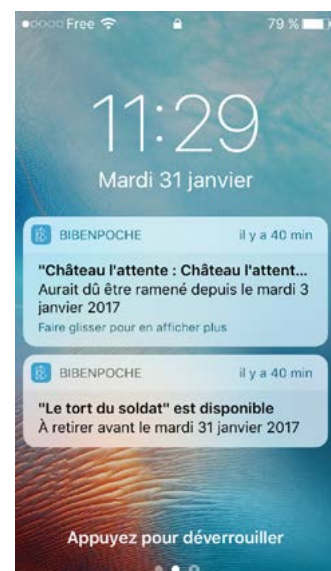 Free 79 %
11:29
Mardi 31 janvier
BIBENPOCHE il y a 40 min
"Château l'attente : Château l'attent...
Aurait dû être ramené depuis le mardi 3
janvier 2017
Faire glisser pour en afficher plus
BIBENPOCHE il y a 40 min
"Le tort du soldat" est disponible
À retirer avant le mardi 31 janvier 2017
Appuyez pour déverrouiller